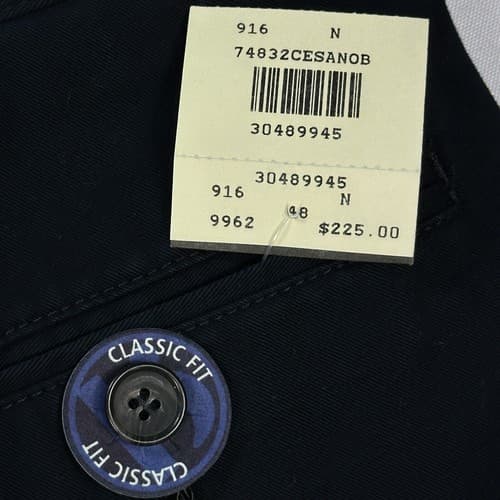 916 N
74832CESANOB
30489945
30489945
916 N
48
9962 $225.00
CLASSIC FIT
CLASSIC FIT